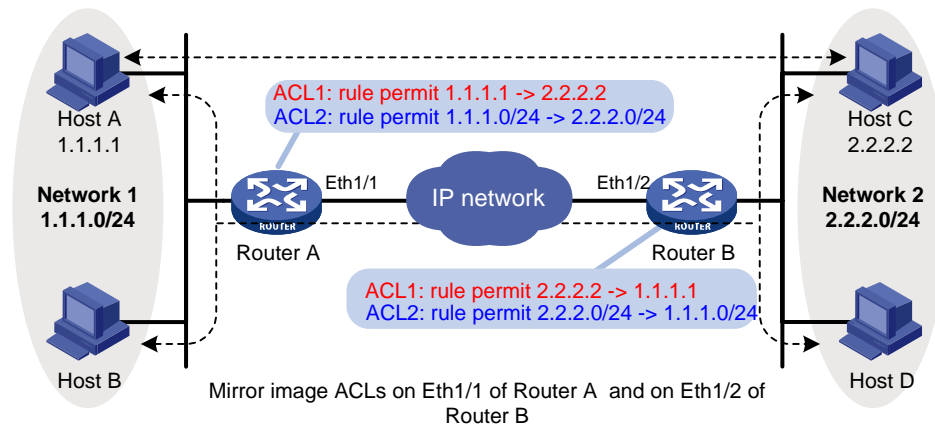 ACL1: rule permit 1.1.1.1 -> 2.2.2.2
ACL2: rule permit 1.1.1.0/24 -> 2.2.2.0/24
Host A
1.1.1.1
Host C
2.2.2.2
Network 1
1.1.1.0/24
Eth1/1
IP network
Eth1/2
Network 2
2.2.2.0/24
ROUTER
ROUTER
Router A
Router B
ACL1: rule permit 2.2.2.2 -> 1.1.1.1
ACL2: rule permit 2.2.2.0/24 -> 1.1.1.0/24
Host B
Host D
Mirror image ACLs on Eth1/1 of Router A and on Eth1/2 of
Router B